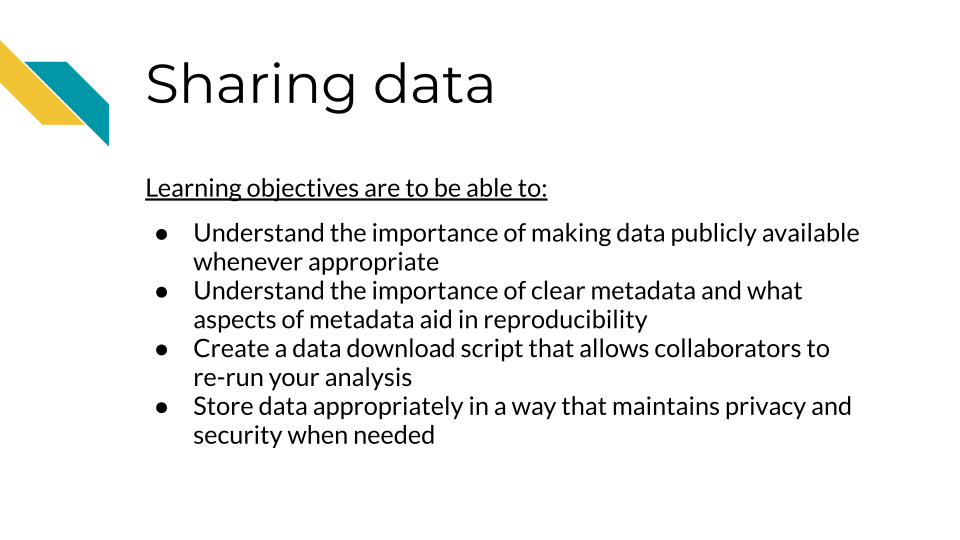 Sharing data
Learning objectives are to be able to:
● Understand the importance of making data publicly available
whenever appropriate
● Understand the importance of clear metadata and what
aspects of metadata aid in reproducibility
● Create a data download script that allows collaborators to
re-run your analysis
● Store data appropriately in a way that maintains privacy and
security when needed